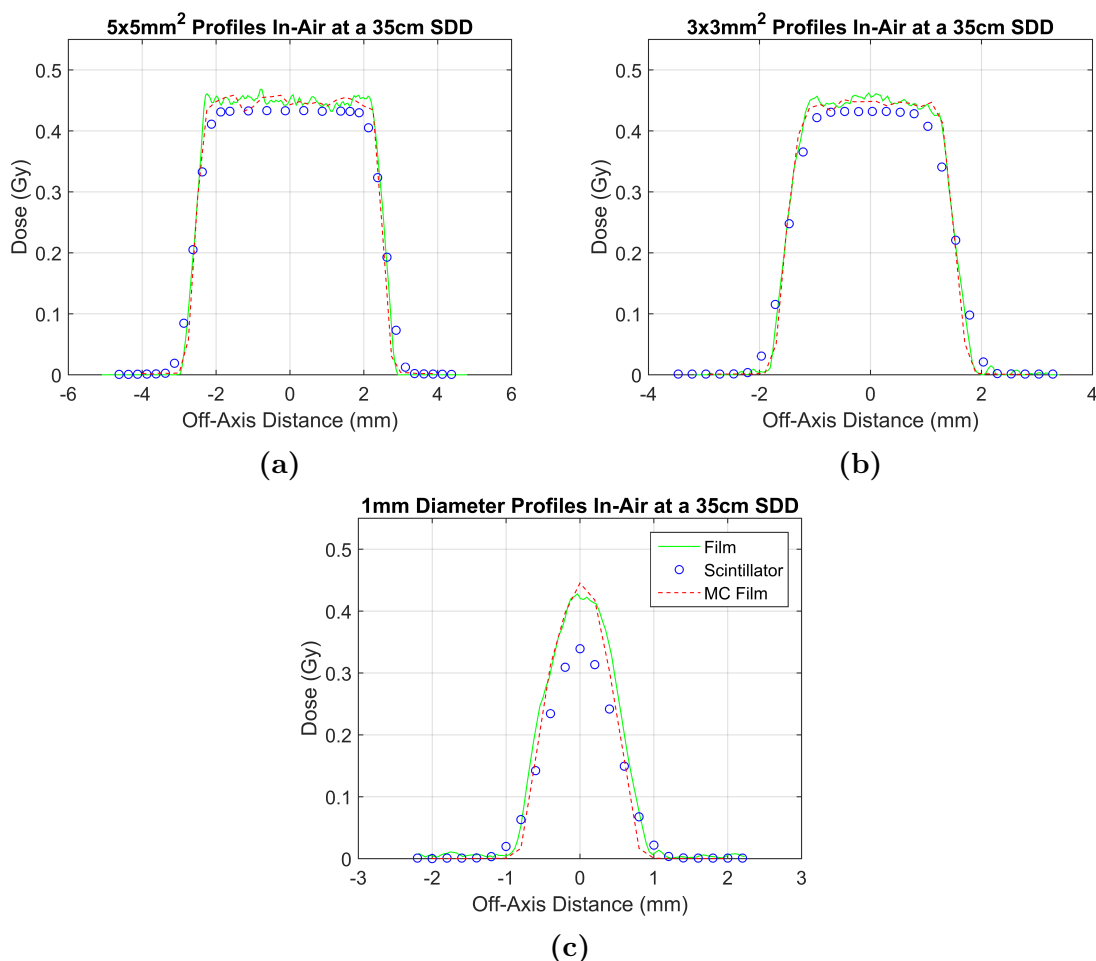 5x5mm² Profiles In-Air at a 35cm SDD
0.5
0.4
0.3
0.2
0.1
0
Dose (Gy)
-6 -4 -2 0 2 4 6
Off-Axis Distance (mm)
(a)
3x3mm² Profiles In-Air at a 35cm SDD
0.5
0.4
0.3
0.2
0.1
0
Dose (Gy)
-4 -2 0 2 4
Off-Axis Distance (mm)
(b)
1mm Diameter Profiles In-Air at a 35cm SDD
0.5
0.4
0.3
0.2
0.1
0
Dose (Gy)
Film
Scintillator
MC Film
-3 -2 -1 0 1 2 3
Off-Axis Distance (mm)
(c)